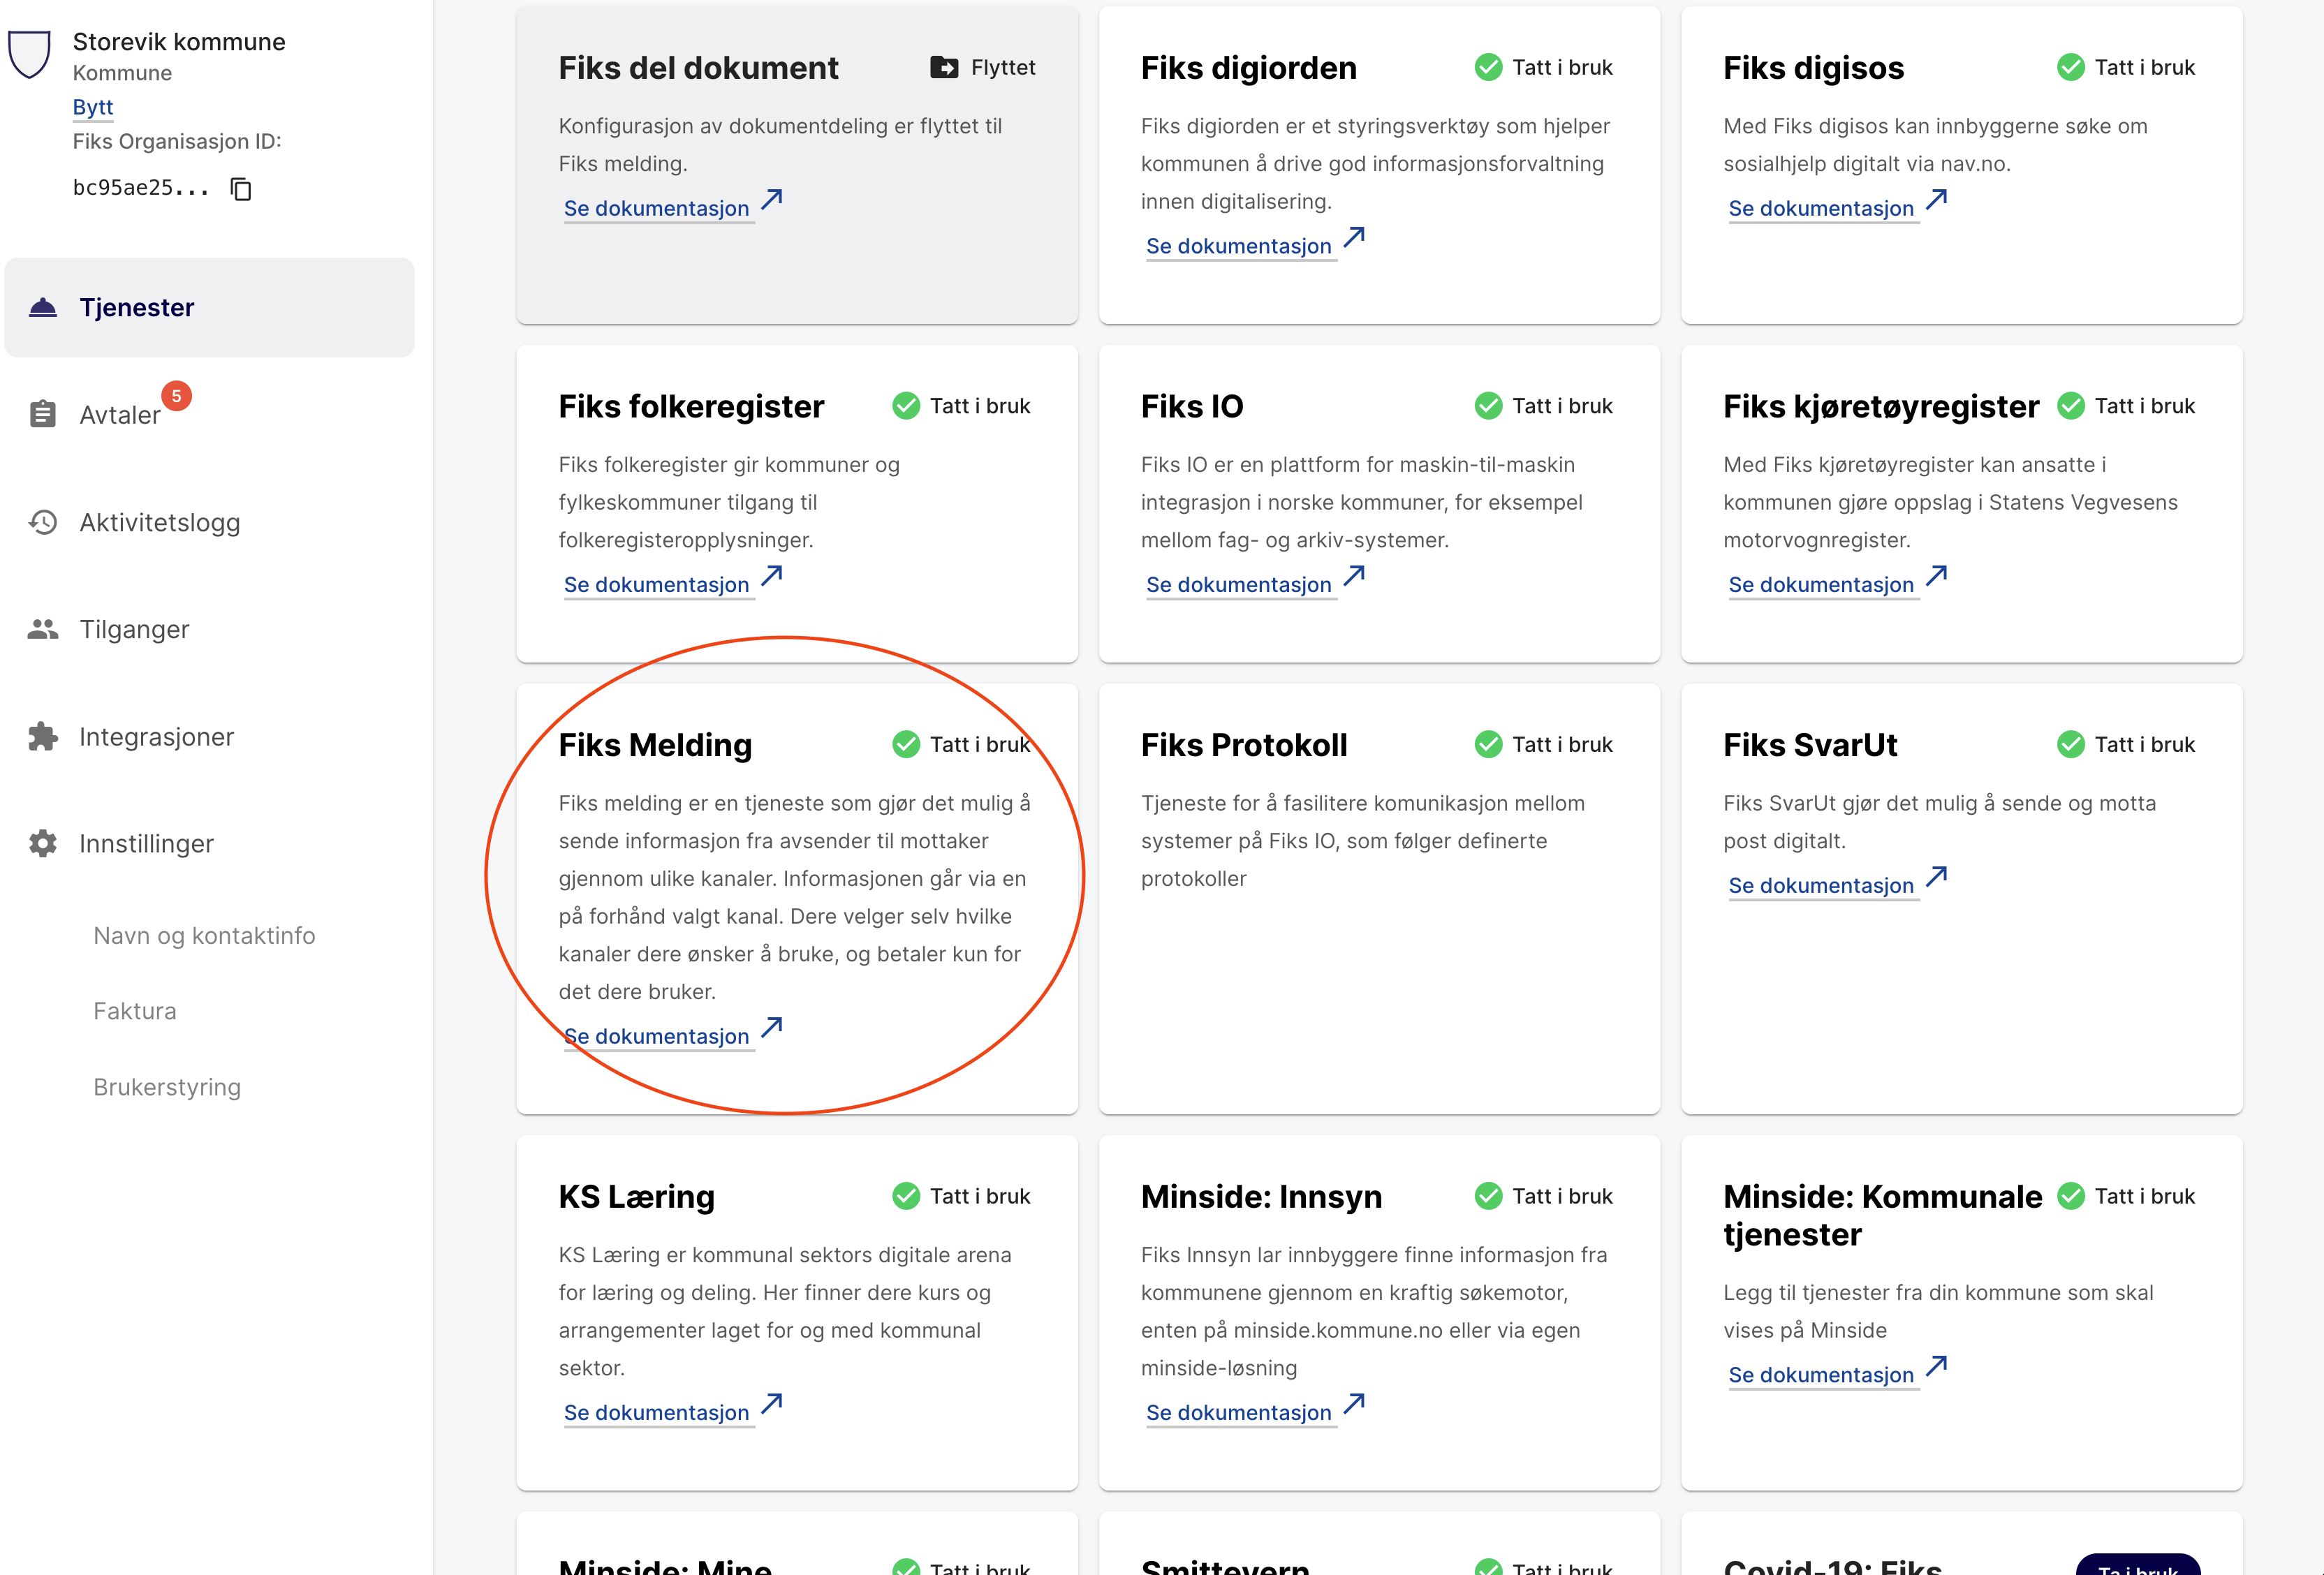 Storevik kommune
Kommune
Bytt
Fiks Organisasjon ID:
bc95ae25...
Tjenester
Avtaler 5
Aktivitetslogg
Tilganger
Integrasjoner
Innstillinger
Navn og kontaktinfo
Faktura
Brukerstyring
Fiks del dokument
Flyttet
Konfigurasjon av dokumentdeling er flyttet til
Fiks melding.
Se dokumentasjon
Fiks digiorden
Tatt i bruk
Fiks digiorden er et styringsverktøy som hjelper
kommunen å drive god informasjonsforvaltning
innen digitalisering.
Se dokumentasjon
Fiks digisos
Tatt i bruk
Med Fiks digisos kan innbyggerne søke om
sosialhjelp digitalt via nav.no.
Se dokumentasjon
Fiks folkeregister
Tatt i bruk
Fiks folkeregister gir kommuner og
fylkeskommuner tilgang til
folkeregisteropplysninger.
Se dokumentasjon
Fiks IO
Tatt i bruk
Fiks IO er en plattform for maskin-til-maskin
integrasjon i norske kommuner, for eksempel
mellom fag- og arkiv-systemer.
Se dokumentasjon
Fiks kjøretøyregister
Tatt i bruk
Med Fiks kjøretøyregister kan ansatte i
kommunen gjøre oppslag i Statens Vegvesens
motorvognregister.
Se dokumentasjon
Fiks Melding
Tatt i bruk
Fiks melding er en tjeneste som gjør det mulig å
sende informasjon fra avsender til mottaker
gjennom ulike kanaler. Informasjonen går via en
på forhånd valgt kanal. Dere velger selv hvilke
kanaler dere ønsker å bruke, og betaler kun for
det dere bruker.
Se dokumentasjon
Fiks Protokoll
Tatt i bruk
Tjeneste for å fasilitere komunikasjon mellom
systemer på Fiks IO, som følger definerte
protokoller
Fiks SvarUt
Tatt i bruk
Fiks SvarUt gjør det mulig å sende og motta
post digitalt.
Se dokumentasjon
KS Læring
Tatt i bruk
KS Læring er kommunal sektors digitale arena
for læring og deling. Her finner dere kurs og
arrangementer laget for og med kommunal
sektor.
Se dokumentasjon
Minside: Innsyn
Tatt i bruk
Fiks Innsyn lar innbyggere finne informasjon fra
kommunene gjennom en kraftig søkemotor,
enten på minside.kommune.no eller via egen
minside-løsning
Se dokumentasjon
Minside: Kommunale
tjenester
Tatt i bruk
Legg til tjenester fra din kommune som skal
vises på Minside
Se dokumentasjon
Minside: Mine
Tatt i bruk
Smittevern
Tatt i bruk
Covid-19: Fiks
Ta i bruk